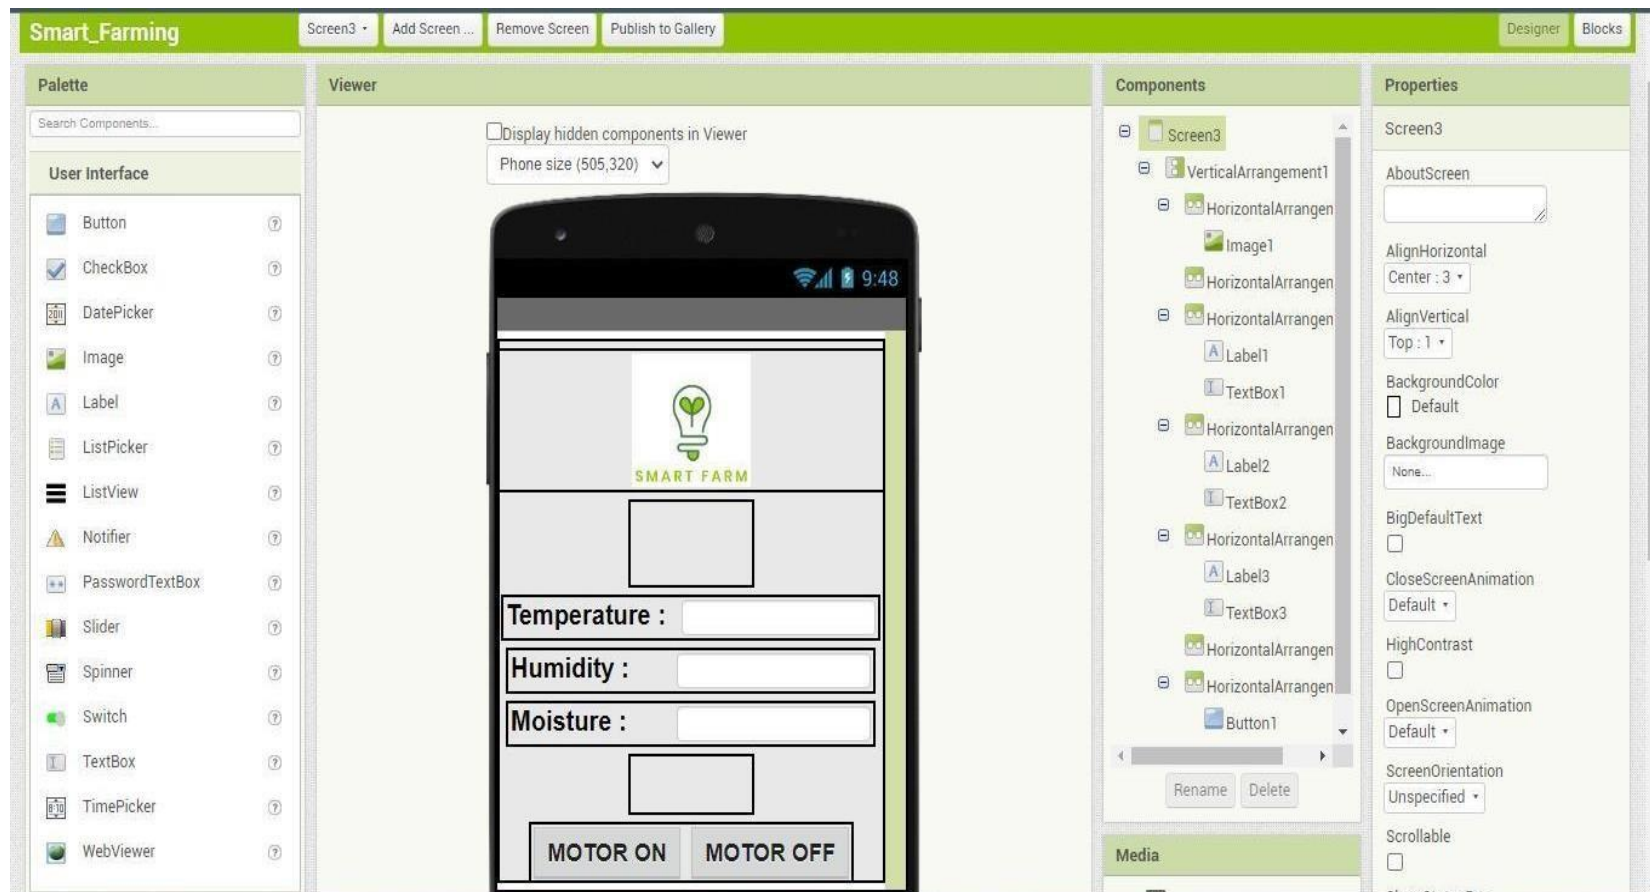 Smart_Farming
Screen3
Add Screen ...
Remove Screen
Publish to Gallery
Designer
Blocks
Palette
Search Components...
User Interface
Button
CheckBox
DatePicker
Image
Label
ListPicker
ListView
Notifier
PasswordTextBox
Slider
Spinner
Switch
TextBox
TimePicker
WebViewer
Viewer
Display hidden components in Viewer
Phone size (505,320)
9:48
SMART FARM
Temperature :
Humidity :
Moisture :
MOTOR ON
MOTOR OFF
Components
Screen3
VerticalArrangement1
HorizontalArrangen
Image1
HorizontalArrangen
HorizontalArrangen
A Label1
TextBox1
HorizontalArrangen
A Label2
TextBox2
HorizontalArrangen
A Label3
TextBox3
HorizontalArrangen
HorizontalArrangen
Button1
Rename
Delete
Media
Properties
Screen3
AboutScreen
AlignHorizontal
Center : 3
AlignVertical
Top : 1
BackgroundColor
Default
BackgroundImage
None...
BigDefaultText
CloseScreenAnimation
Default
HighContrast
OpenScreenAnimation
Default
ScreenOrientation
Unspecified
Scrollable